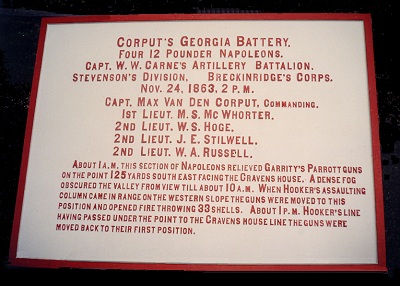 CORPUT'S GEORGIA BATTERY.
FOUR 12 POUNDER NAPOLEONS.
CAPT. W. W. CARNE'S ARTILLERY BATTALION.
STEVENSON'S DIVISION, BRECKINRIDGE'S CORPS.
NOV. 24, 1863. 2 P. M.
CAPT. MAX VAN DEN CORPUT, COMMANDING.
1ST LIEUT. M. S. MC WHORTER.
2ND LIEUT. W. S. HOGE.
2ND LIEUT. J. E. STILWELL.
2ND LIEUT. W. A. RUSSELL.
ABOUT 1 A.M. THIS SECTION OF NAPOLEONS RELIEVED GARRITY'S PARROTT GUNS
ON THE POINT 125 YARDS SOUTH EAST FACING THE CRAVENS HOUSE. A DENSE FOG
OBSCURED THE VALLEY FROM VIEW TILL ABOUT 10 A.M. WHEN HOOKER'S ASSAULTING
COLUMN CAME IN RANGE ON THE WESTERN SLOPE THE GUNS WERE MOVED TO THIS
POSITION AND OPENED FIRE THROWING 33 SHELLS. ABOUT 1 P.M. HOOKER'S LINE
HAVING PASSED UNDER THE POINT TO THE CRAVENS HOUSE LINE THE GUNS WERE
MOVED BACK TO THEIR FIRST POSITION.